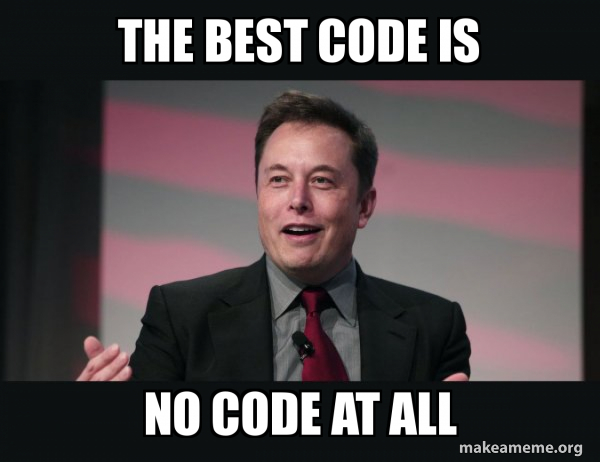 THE BEST CODE IS
NO CODE AT ALL
makeameme.org